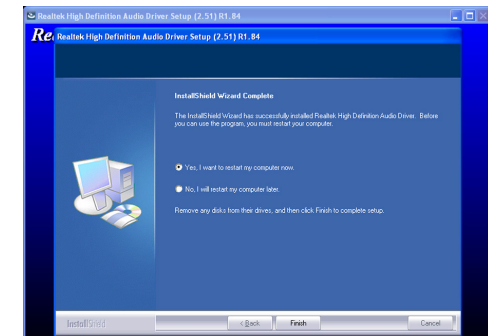 Realtek High Definition Audio Driver Setup (2.51) R1.84
Re
Realtek High Definition Audio Driver Setup (2.51) R1.84
InstallShield Wizard Complete
The InstallShield Wizard has successfully installed Realtek High Definition Audio Driver. Before
you can use the program, you must restart your computer.
Yes, I want to restart my computer now.
No, I will restart my computer later.
Remove any disks from their drives, and then click Finish to complete setup.
InstallShield
< Back Finish Cancel